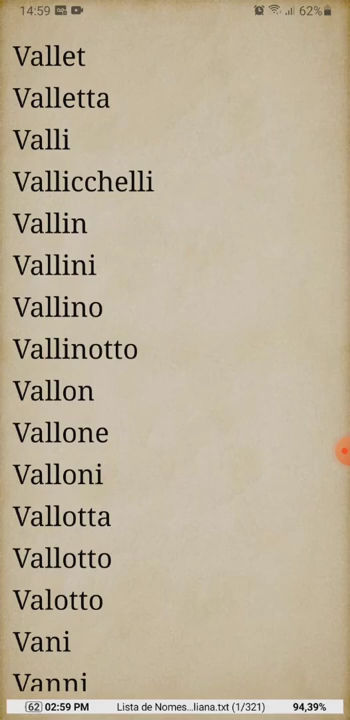 14:59 62%
Vallet
Valletta
Valli
Vallicchelli
Vallin
Vallini
Vallino
Vallinotto
Vallon
Vallone
Valloni
Vallotta
Vallotto
Valotto
Vani
Vanni
62 02:59 PM Lista de Nomes...liana.txt (1/321) 94,39%